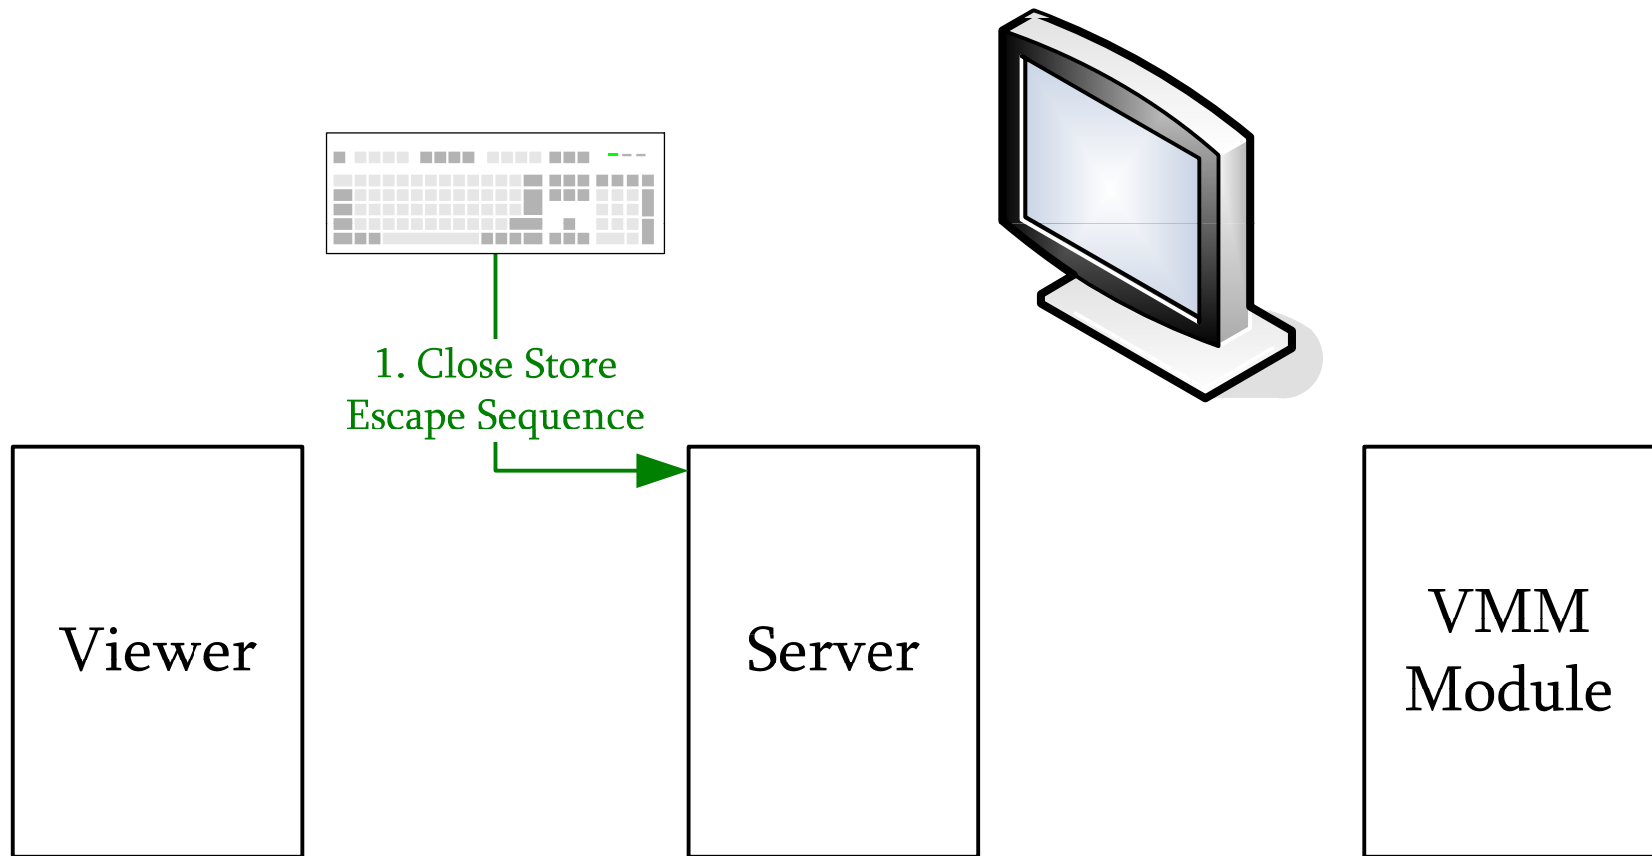 1. Close Store
Escape Sequence
Viewer
Server
VMM
Module